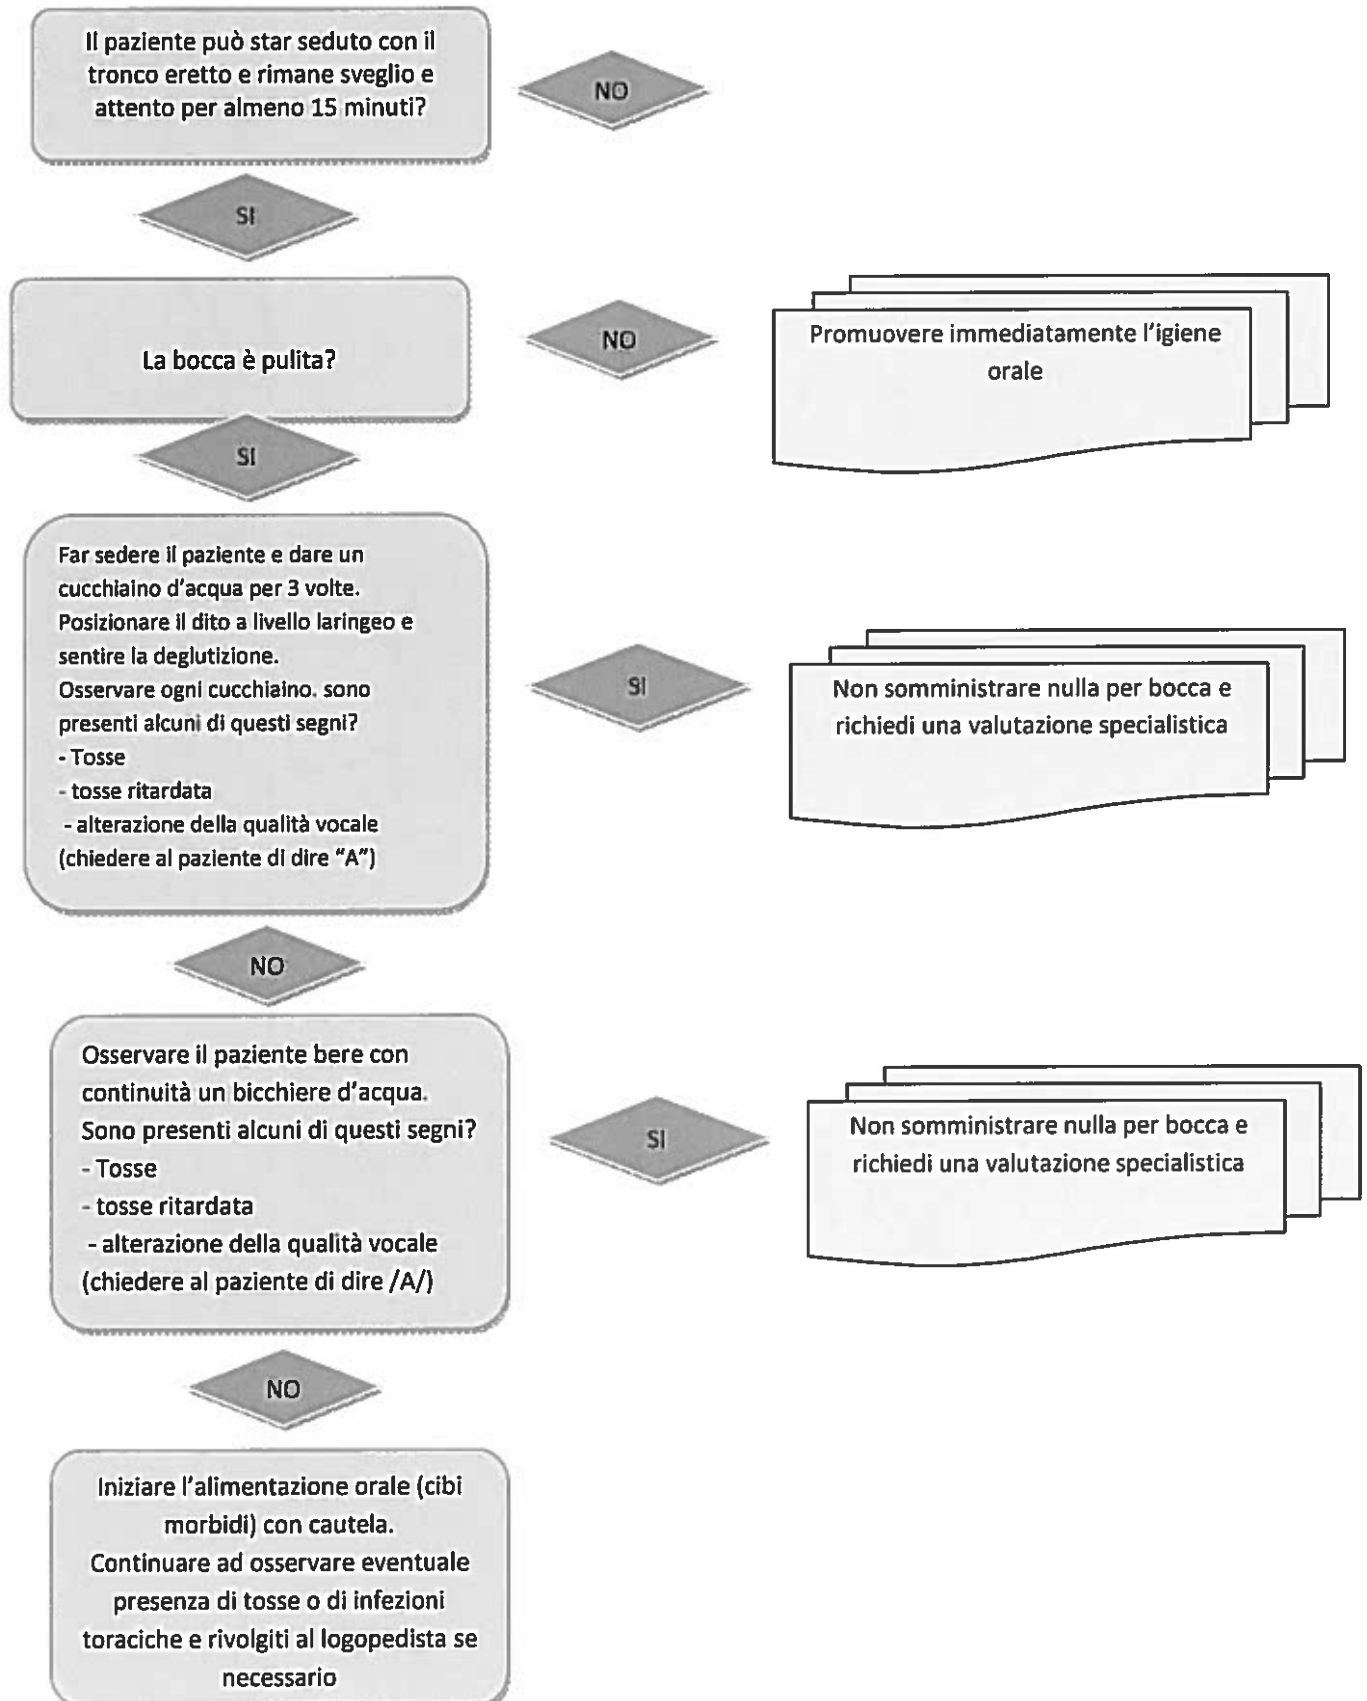 Il paziente può star seduto con il
tronco eretto e rimane sveglio e
attento per almeno 15 minuti?
NO
SI
La bocca è pulita?
NO
Promuovere immediatamente l'igiene
orale
SI
Far sedere il paziente e dare un
cucchiaino d'acqua per 3 volte.
Posizionare il dito a livello laringeo e
sentire la deglutizione.
Osservare ogni cucchiaino. sono
presenti alcuni di questi segni?
- Tosse
- tosse ritardata
- alterazione della qualità vocale
(chiedere al paziente di dire "A")
SI
Non somministrare nulla per bocca e
richiedi una valutazione specialistica
NO
Osservare il paziente bere con
continuità un bicchiere d'acqua.
Sono presenti alcuni di questi segni?
- Tosse
- tosse ritardata
- alterazione della qualità vocale
(chiedere al paziente di dire /A/)
SI
Non somministrare nulla per bocca e
richiedi una valutazione specialistica
NO
Iniziare l'alimentazione orale (cibi
morbidi) con cautela.
Continuare ad osservare eventuale
presenza di tosse o di infezioni
toraciche e rivolgiti al logopedista se
necessario